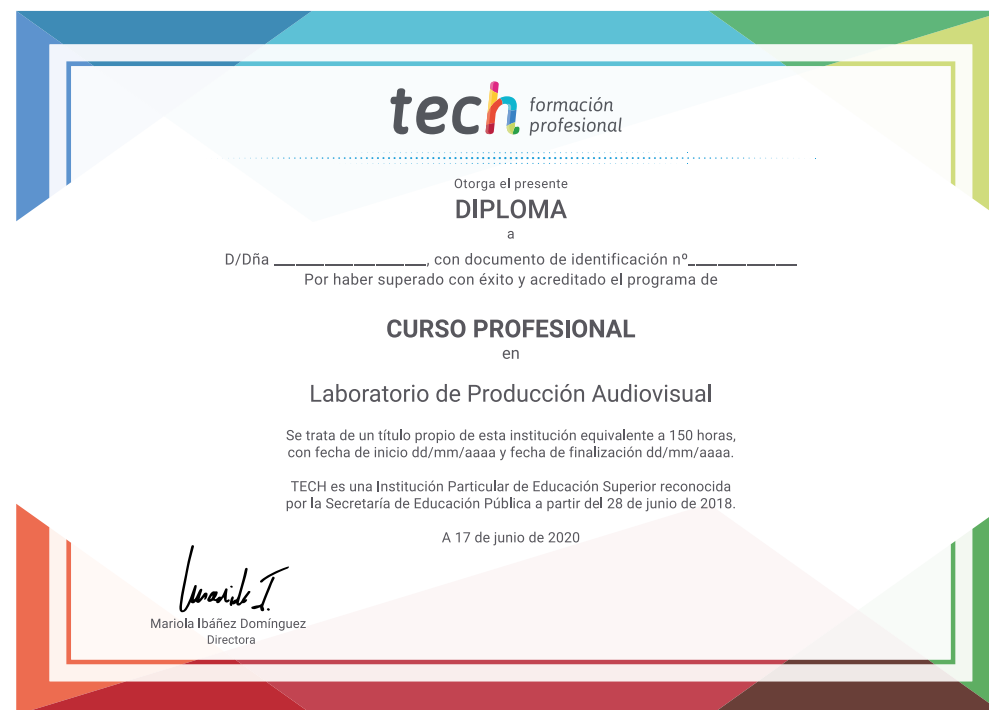 tech formación
profesional
Otorga el presente
DIPLOMA
a
D/Dña ________________, con documento de identificación nº___________
Por haber superado con éxito y acreditado el programa de
CURSO PROFESIONAL
en
Laboratorio de Producción Audiovisual
Se trata de un título propio de esta institución equivalente a 150 horas,
con fecha de inicio dd/mm/aaaa y fecha de finalización dd/mm/aaaa.
TECH es una Institución Particular de Educación Superior reconocida
por la Secretaría de Educación Pública a partir del 28 de junio de 2018.
A 17 de junio de 2020
Mariola Ibáñez Domínguez
Directora